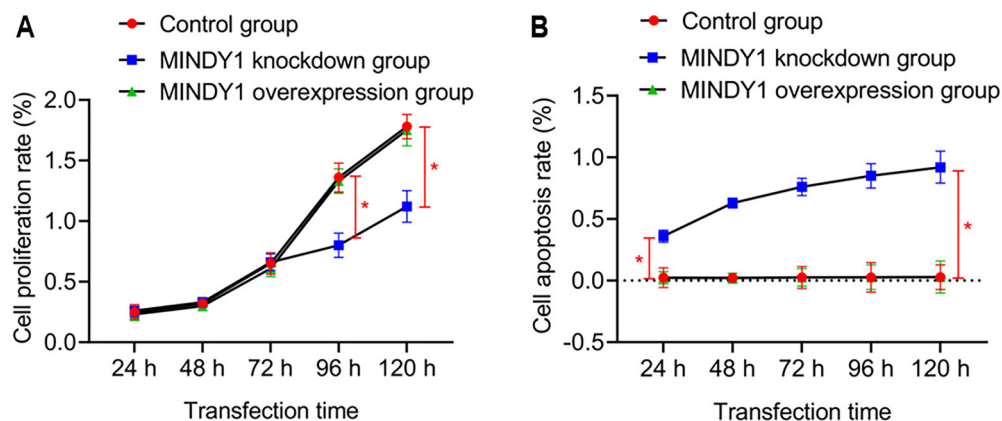 A
Control group
MINDY1 knockdown group
MINDY1 overexpression group
Cell proliferation rate (%)
2.0
1.5
1.0
0.5
0.0
*
*
24 h 48 h 72 h 96 h 120 h
Transfection time
B
Control group
MINDY1 knockdown group
MINDY1 overexpression group
Cell apoptosis rate (%)
1.5
1.0
0.5
0.0
-0.5
*
*
24 h 48 h 72 h 96 h 120 h
Transfection time